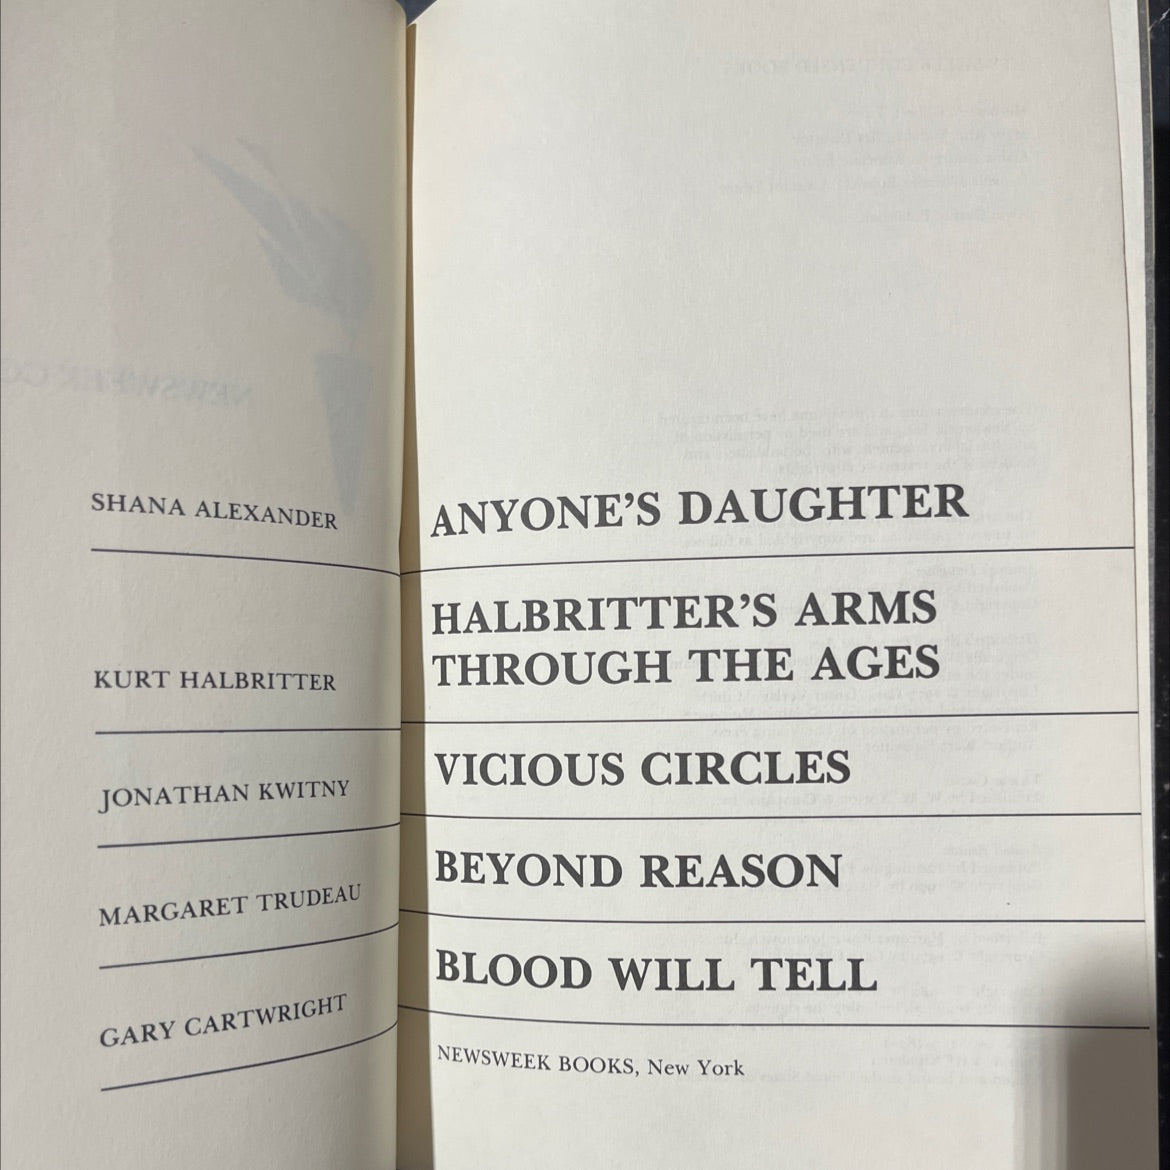 SHANA ALEXANDER
ANYONE'S DAUGHTER
KURT HALBRITTER
HALBRITTER'S ARMS
THROUGH THE AGES
JONATHAN KWITNY
VICIOUS CIRCLES
MARGARET TRUDEAU
BEYOND REASON
GARY CARTWRIGHT
BLOOD WILL TELL
NEWSWEEK BOOKS, New York